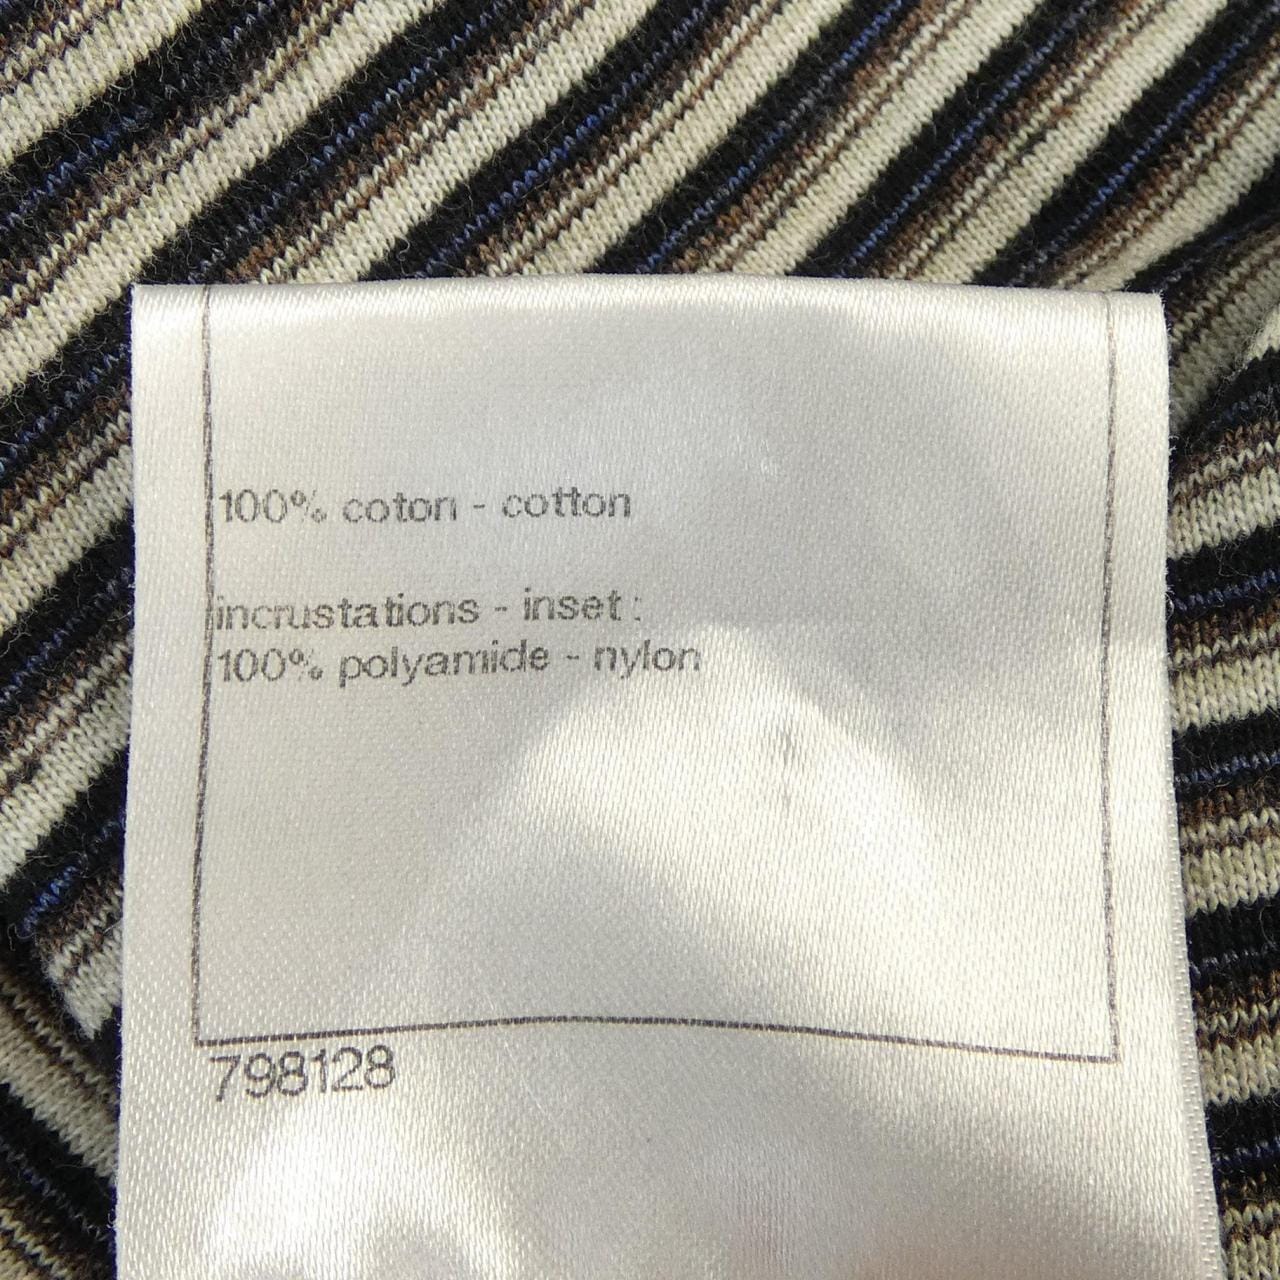 100% coton - cotton
incrustations - inset :
100% polyamide - nylon
798128